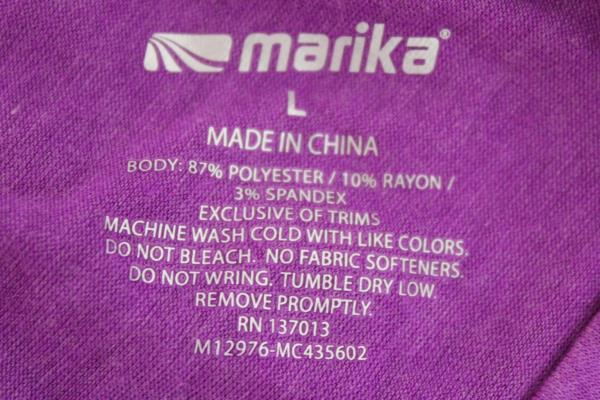 marika®
L
MADE IN CHINA
BODY: 87% POLYESTER / 10% RAYON /
3% SPANDEX
EXCLUSIVE OF TRIMS
MACHINE WASH COLD WITH LIKE COLORS.
DO NOT BLEACH. NO FABRIC SOFTENERS.
DO NOT WRING. TUMBLE DRY LOW.
REMOVE PROMPTLY.
RN 137013
M12976-MC435602